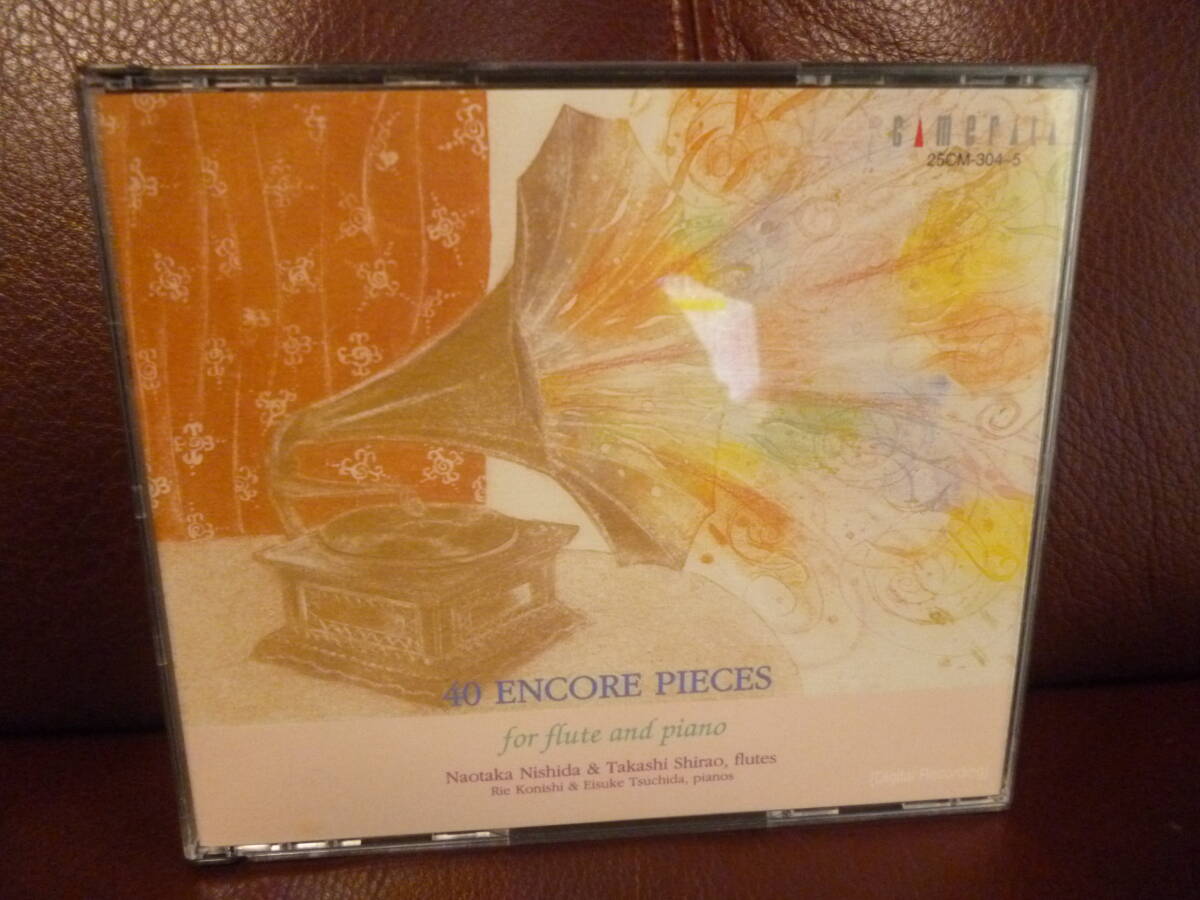 camerata
25CM-304~5
40 ENCORE PIECES
for flute and piano
Naotaka Nishida & Takashi Shirao, flutes
Rie Konishi & Eisuke Tsuchida, pianos
[Digital Recording]